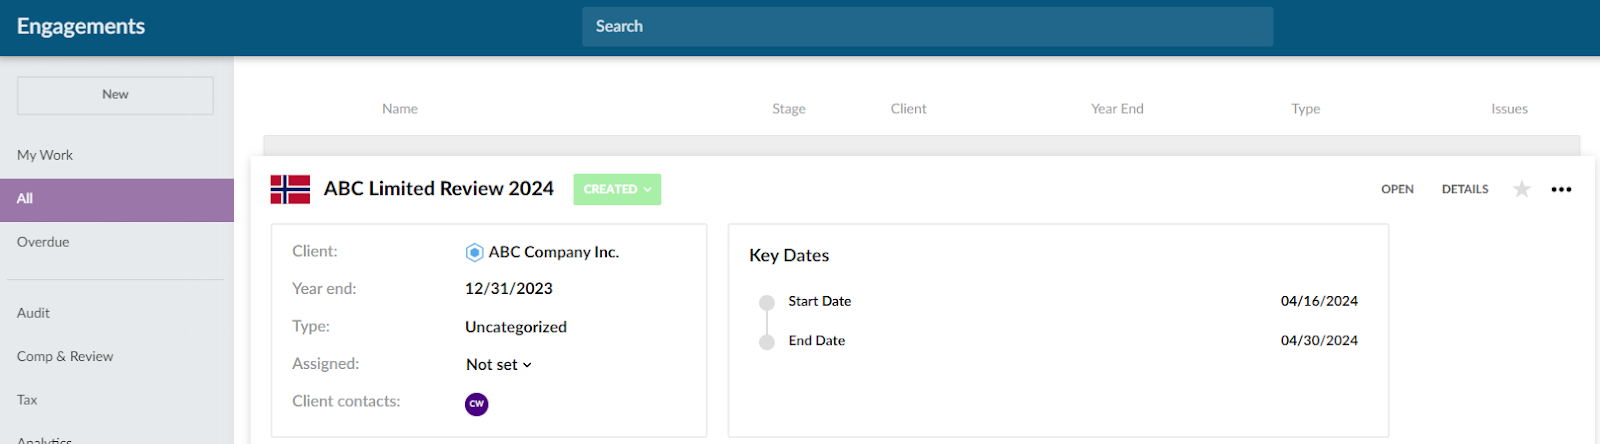 Engagements
Search
New
My Work
All
Overdue
Audit
Comp & Review
Tax
Analytics
Name Stage Client Year End Type Issues
ABC Limited Review 2024 CREATED OPEN DETAILS
Client: ABC Company Inc.
Year end: 12/31/2023
Type: Uncategorized
Assigned: Not set
Client contacts: CW
Key Dates
Start Date 04/16/2024
End Date 04/30/2024